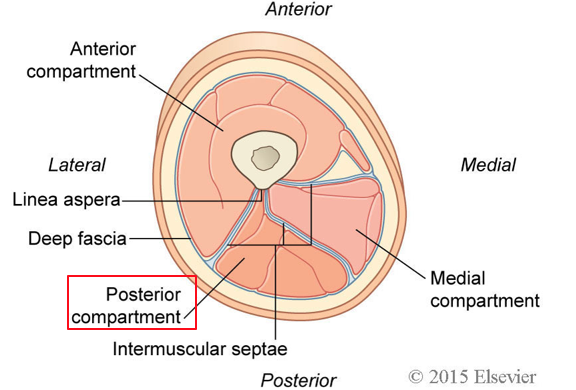 Anterior
Anterior
compartment
Lateral
Medial
Linea aspera
Deep fascia
Posterior
compartment
Medial
compartment
Intermuscular septae
Posterior
© 2015 Elsevier